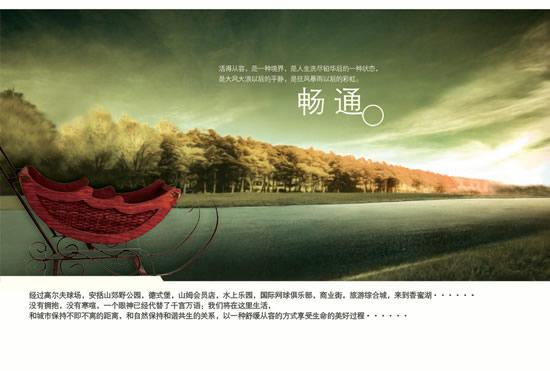 活得从容，是一种境界，是人生洗尽铅华后的一种状态。
是大风大浪以后的平静，是狂风暴雨以后的彩虹。
畅通。
经过高尔夫球场，安括山郊野公园，德式堡，山姆会员店，水上乐园，国际网球俱乐部，商业街，旅游综合城，来到香蜜湖・・・・・・
没有拥抱，没有寒喧，一个眼神已经代替了千言万语；我们将在这里生活，
和城市保持不即不离的距离，和自然保持和谐共生的关系，以一种舒缓从容的方式享受生命的美好过程・・・・・・